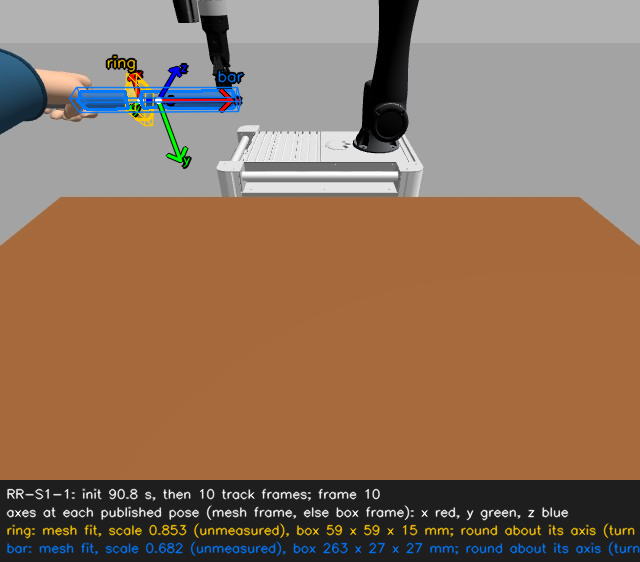 ring
z
bar
x
y
RR-S1-1: init 90.8 s, then 10 track frames; frame 10
axes at each published pose (mesh frame, else box frame): x red, y green, z blue
ring: mesh fit, scale 0.853 (unmeasured), box 59 x 59 x 15 mm; round about its axis (turn
bar: mesh fit, scale 0.682 (unmeasured), box 263 x 27 x 27 mm; round about its axis (turn